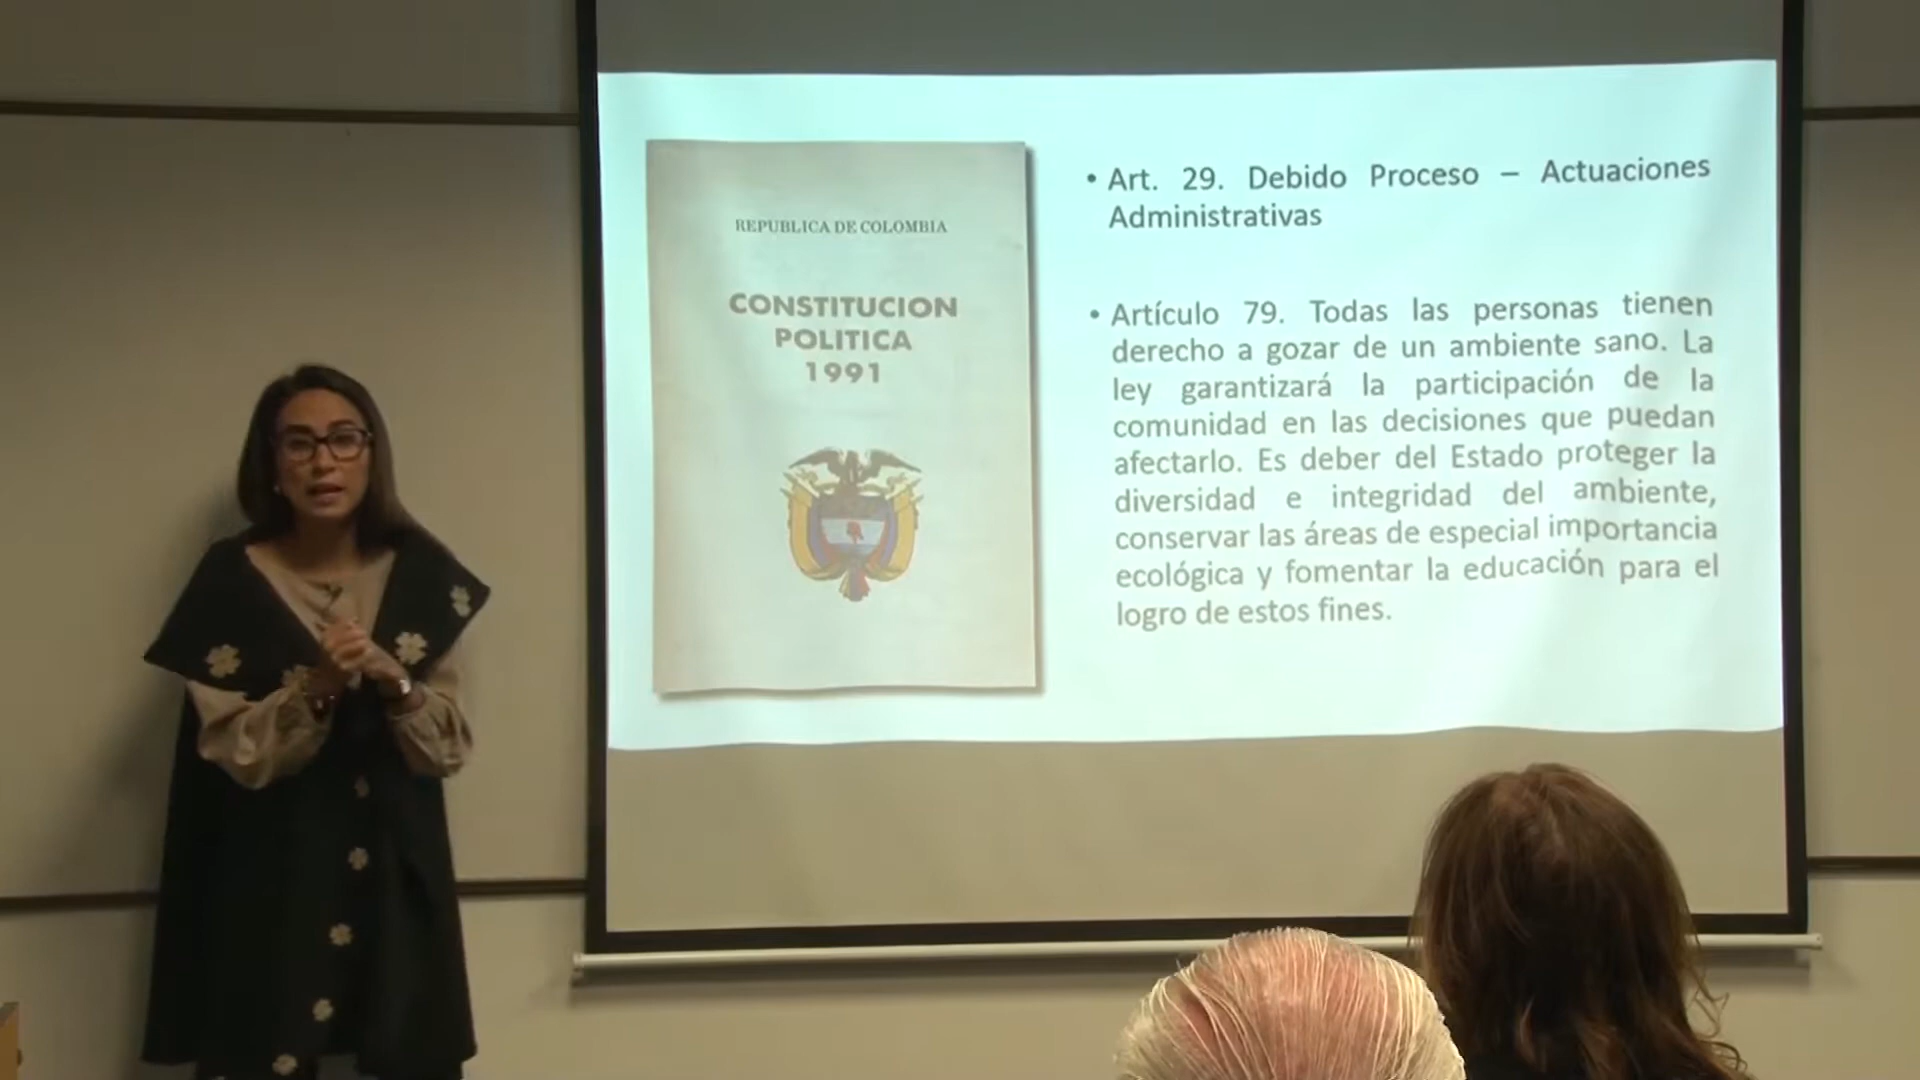 REPUBLICA DE COLOMBIA
CONSTITUCION
POLITICA
1991
• Art. 29. Debido Proceso – Actuaciones
Administrativas
• Artículo 79. Todas las personas tienen
derecho a gozar de un ambiente sano. La
ley garantizará la participación de la
comunidad en las decisiones que puedan
afectarlo. Es deber del Estado proteger la
diversidad e integridad del ambiente,
conservar las áreas de especial importancia
ecológica y fomentar la educación para el
logro de estos fines.